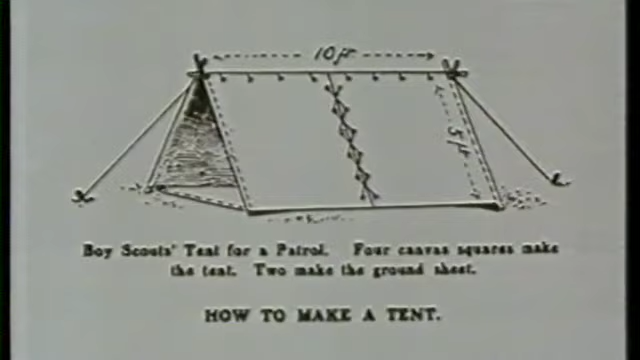 10 ft
5 ft
Boy Scouts' Tent for a Patrol. Four canvas squares make
the tent. Two make the ground sheet.
HOW TO MAKE A TENT.